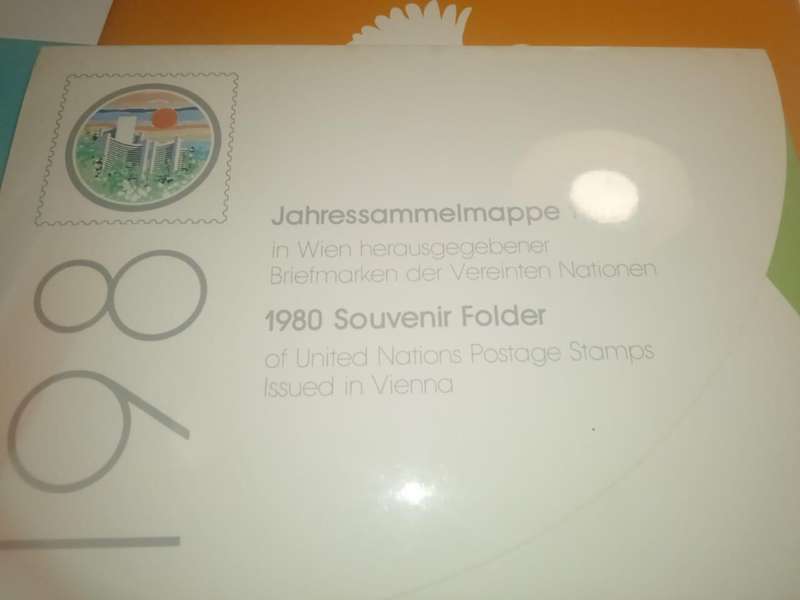 Jahressammelmappe
in Wien herausgegebener
Briefmarken der Vereinten Nationen
1980 Souvenir Folder
of United Nations Postage Stamps
Issued in Vienna
198